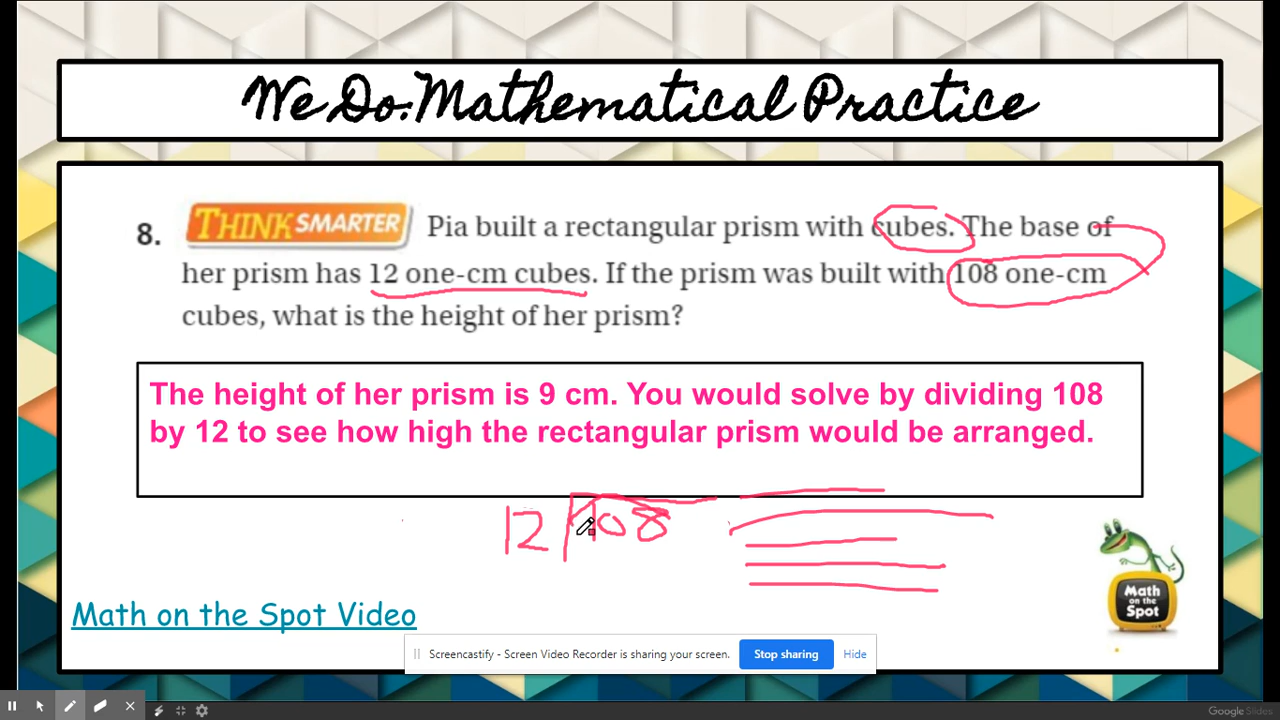 We Do:Mathematical Practice
8. THINK SMARTER Pia built a rectangular prism with cubes. The base of
her prism has 12 one-cm cubes. If the prism was built with 108 one-cm
cubes, what is the height of her prism?
The height of her prism is 9 cm. You would solve by dividing 108
by 12 to see how high the rectangular prism would be arranged.
12 108
Math on the Spot Video
Math
on the
Spot
Screencastify - Screen Video Recorder is sharing your screen. Stop sharing Hide
Google Slides